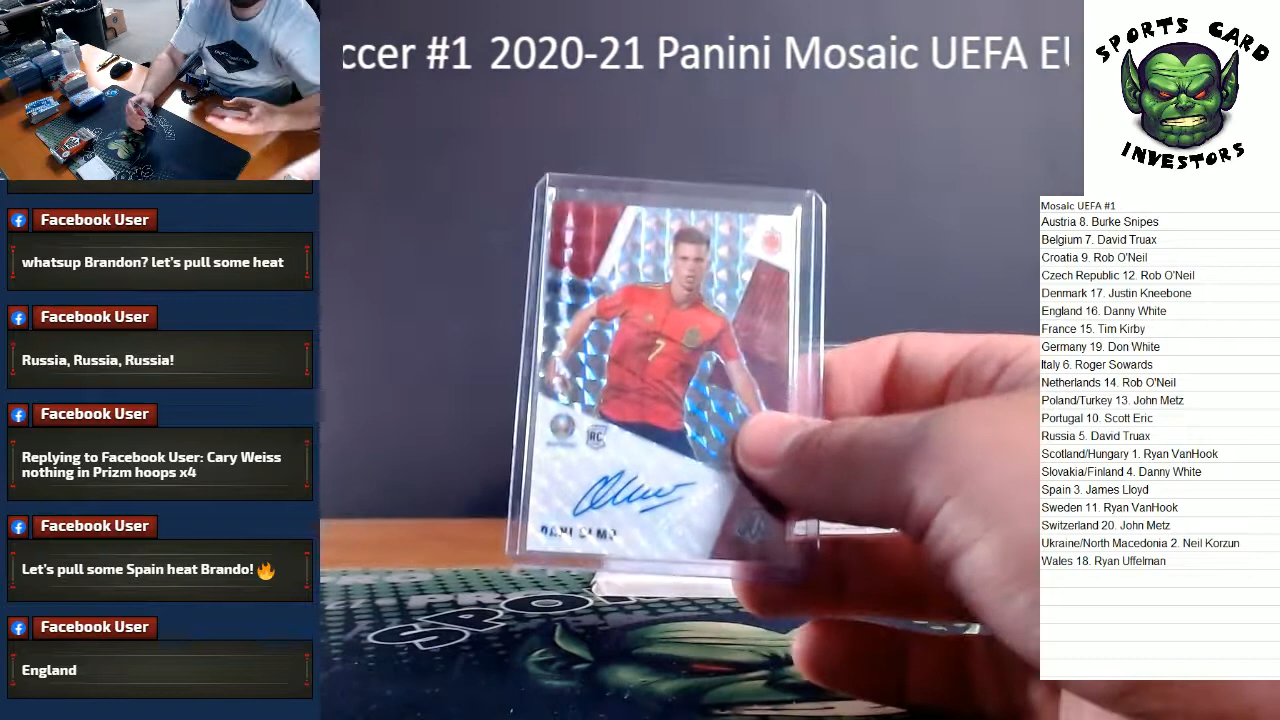 ccer #1 2020-21 Panini Mosaic UEFA EU
SPORTS CARD
INVESTORS
Facebook User
whatsup Brandon? let's pull some heat
Facebook User
Russia, Russia, Russia!
Facebook User
Replying to Facebook User: Cary Weiss
nothing in Prizm hoops x4
Facebook User
Let's pull some Spain heat Brando! 🔥
Facebook User
England
7
RC
DANI OLMO
SPO
Mosaic UEFA #1
Austria 8. Burke Snipes
Belgium 7. David Truax
Croatia 9. Rob O'Neil
Czech Republic 12. Rob O'Neil
Denmark 17. Justin Kneebone
England 16. Danny White
France 15. Tim Kirby
Germany 19. Don White
Italy 6. Roger Sowards
Netherlands 14. Rob O'Neil
Poland/Turkey 13. John Metz
Portugal 10. Scott Eric
Russia 5. David Truax
Scotland/Hungary 1. Ryan VanHook
Slovakia/Finland 4. Danny White
Spain 3. James Lloyd
Sweden 11. Ryan VanHook
Switzerland 20. John Metz
Ukraine/North Macedonia 2. Neil Korzun
Wales 18. Ryan Uffelman